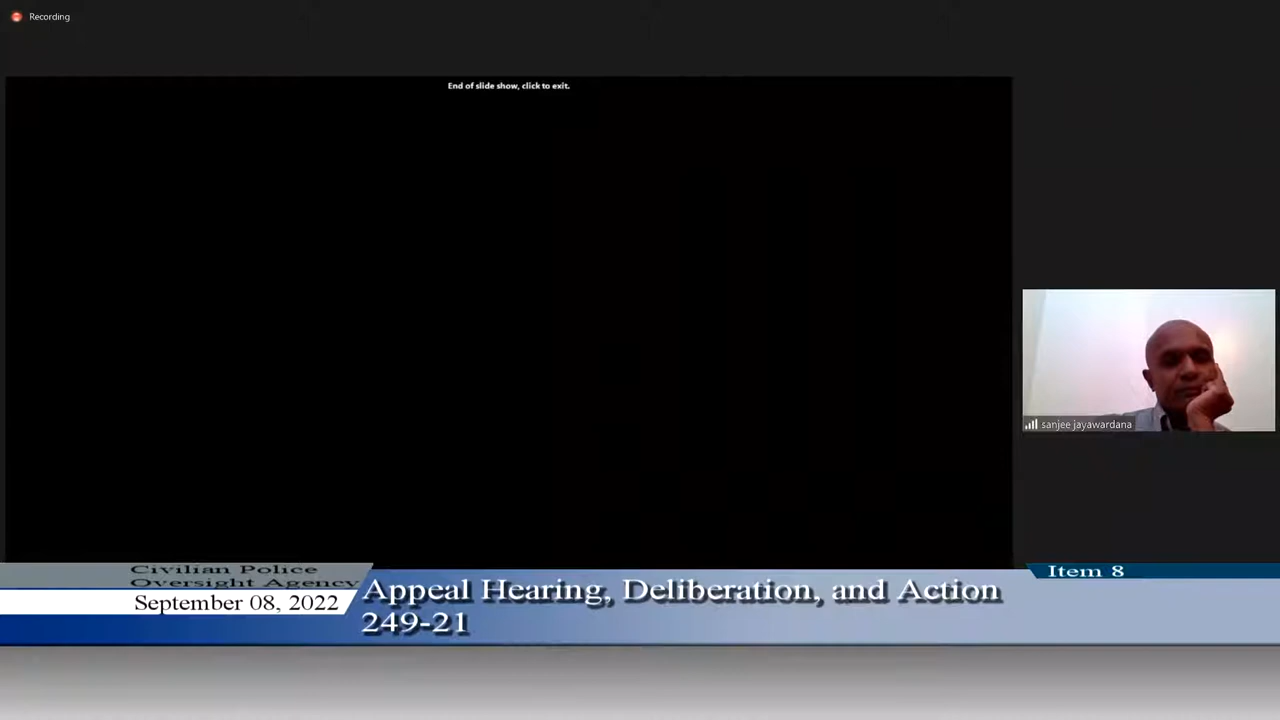 Recording
End of slide show, click to exit.
sanjee jayawardana
Civilian Police
Oversight Agency
September 08, 2022
Item 8
Appeal Hearing, Deliberation, and Action
249-21